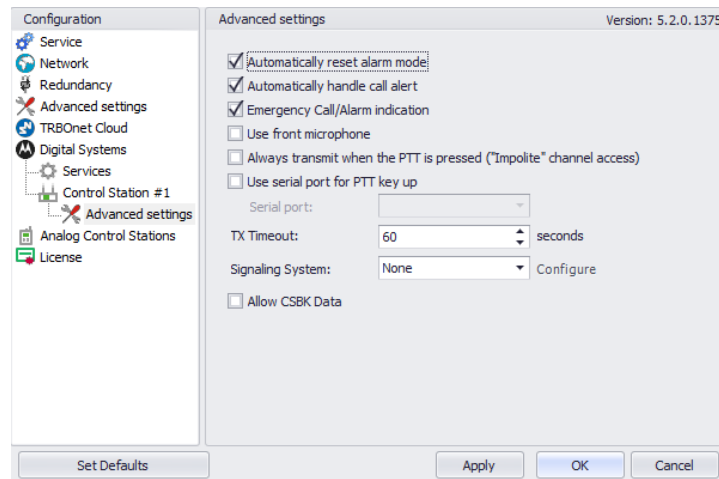 Configuration
Service
Network
Redundancy
Advanced settings
TRBOnet Cloud
Digital Systems
Services
Control Station #1
Advanced settings
Analog Control Stations
License
Set Defaults
Advanced settings Version: 5.2.0.1375
Automatically reset alarm mode
Automatically handle call alert
Emergency Call/Alarm indication
Use front microphone
Always transmit when the PTT is pressed ("Impolite" channel access)
Use serial port for PTT key up
Serial port:
TX Timeout: 60 seconds
Signaling System: None Configure
Allow CSBK Data
Apply OK Cancel